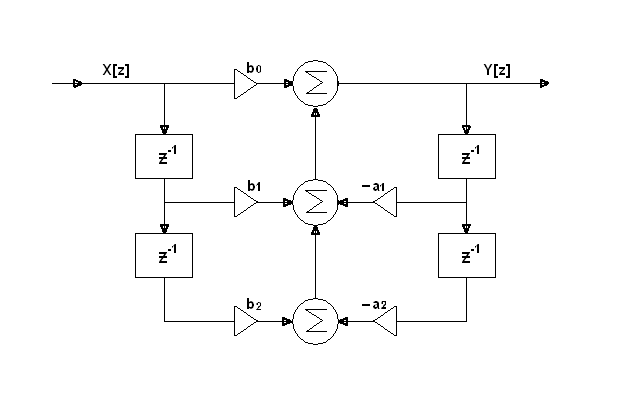 X[z] b0 Σ Y[z]
z-1 z-1
b1 Σ -a1
z-1 z-1
b2 Σ -a2